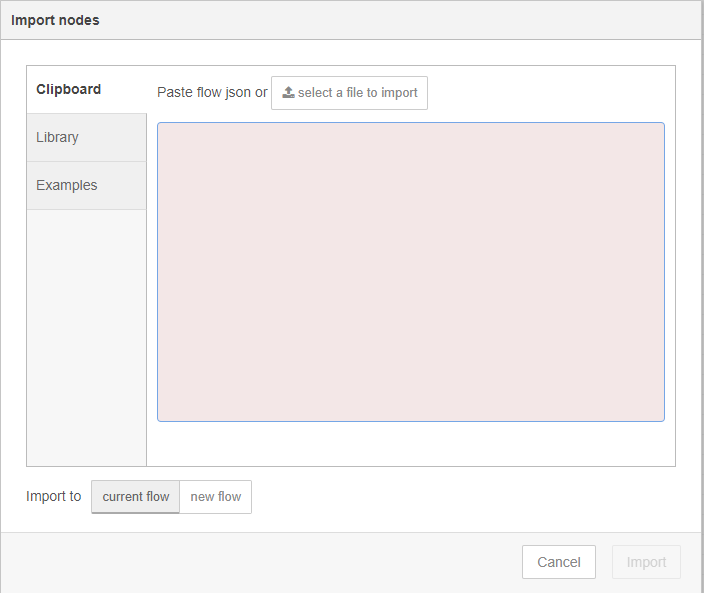 Import nodes
Clipboard
Paste flow json or select a file to import
Library
Examples
Import to current flow new flow
Cancel Import